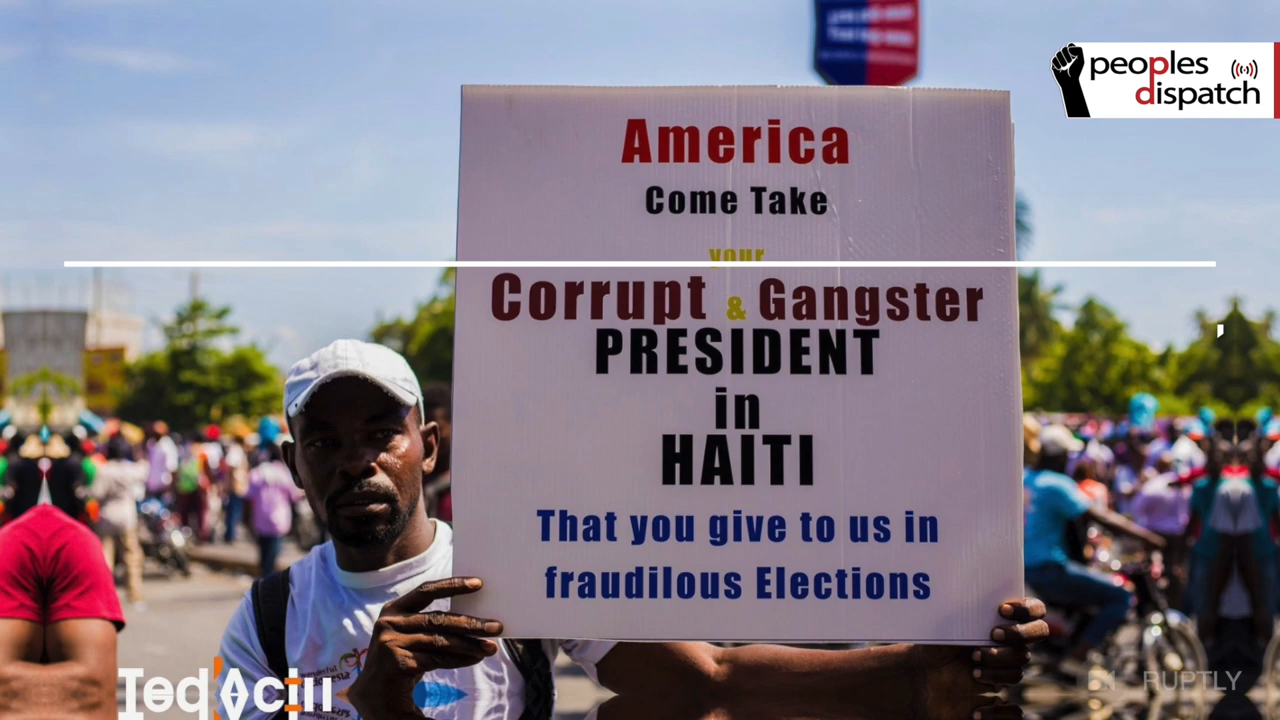 peoples
dispatch
America
Come Take
your
Corrupt & Gangster
PRESIDENT
in
HAITI
That you give to us in
fraudilous Elections
RUPTLY